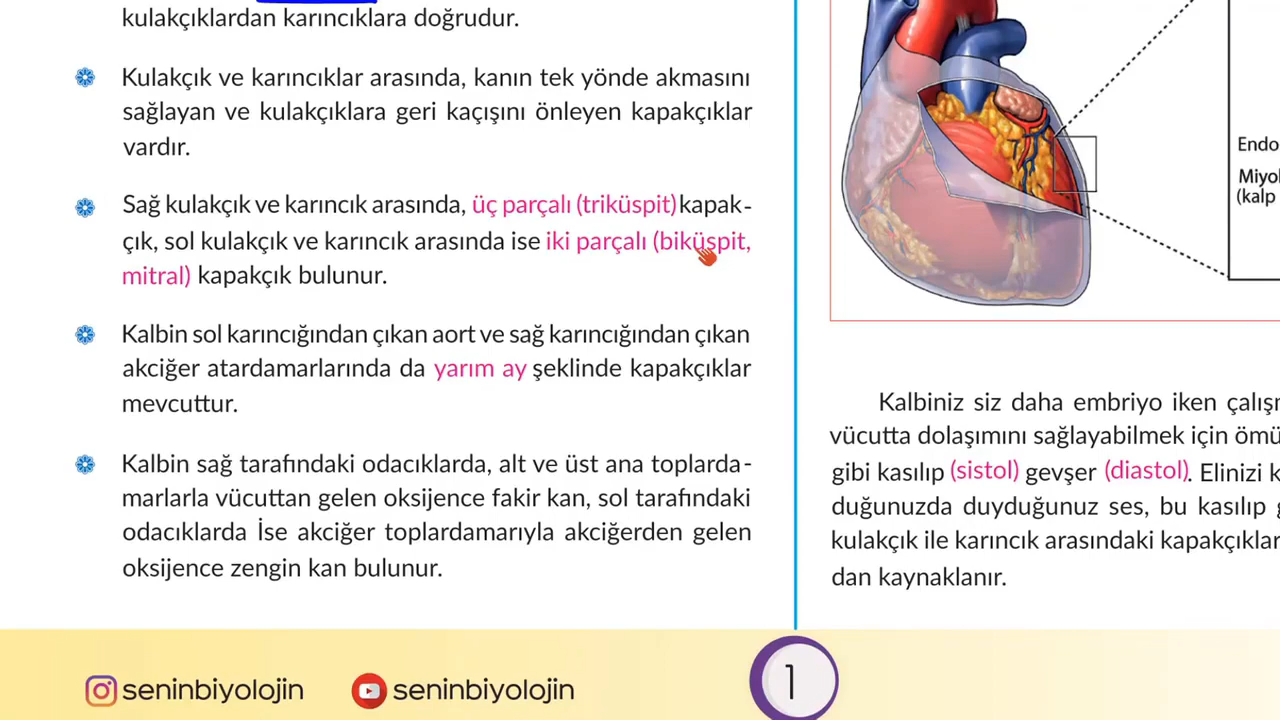 kulakçıklardan karıncıklara doğrudur.
Kulakçık ve karıncıklar arasında, kanın tek yönde akmasını
sağlayan ve kulakçıklara geri kaçışını önleyen kapakçıklar
vardır.
Sağ kulakçık ve karıncık arasında, üç parçalı (triküspit)kapak-
çık, sol kulakçık ve karıncık arasında ise iki parçalı (biküspit,
mitral) kapakçık bulunur.
Kalbin sol karıncığından çıkan aort ve sağ karıncığından çıkan
akciğer atardamarlarında da yarım ay şeklinde kapakçıklar
mevcuttur.
Kalbin sağ tarafındaki odacıklarda, alt ve üst ana toplarda-
marlarla vücuttan gelen oksijence fakir kan, sol tarafındaki
odacıklarda İse akciğer toplardamarıyla akciğerden gelen
oksijence zengin kan bulunur.
Endo
Miyo
(kalp
Kalbiniz siz daha embriyo iken çalışm
vücutta dolaşımını sağlayabilmek için ömü
gibi kasılıp (sistol) gevşer (diastol). Elinizi k
duğunuzda duyduğunuz ses, bu kasılıp g
kulakçık ile karıncık arasındaki kapakçıklar
dan kaynaklanır.
seninbiyolojin
seninbiyolojin
1